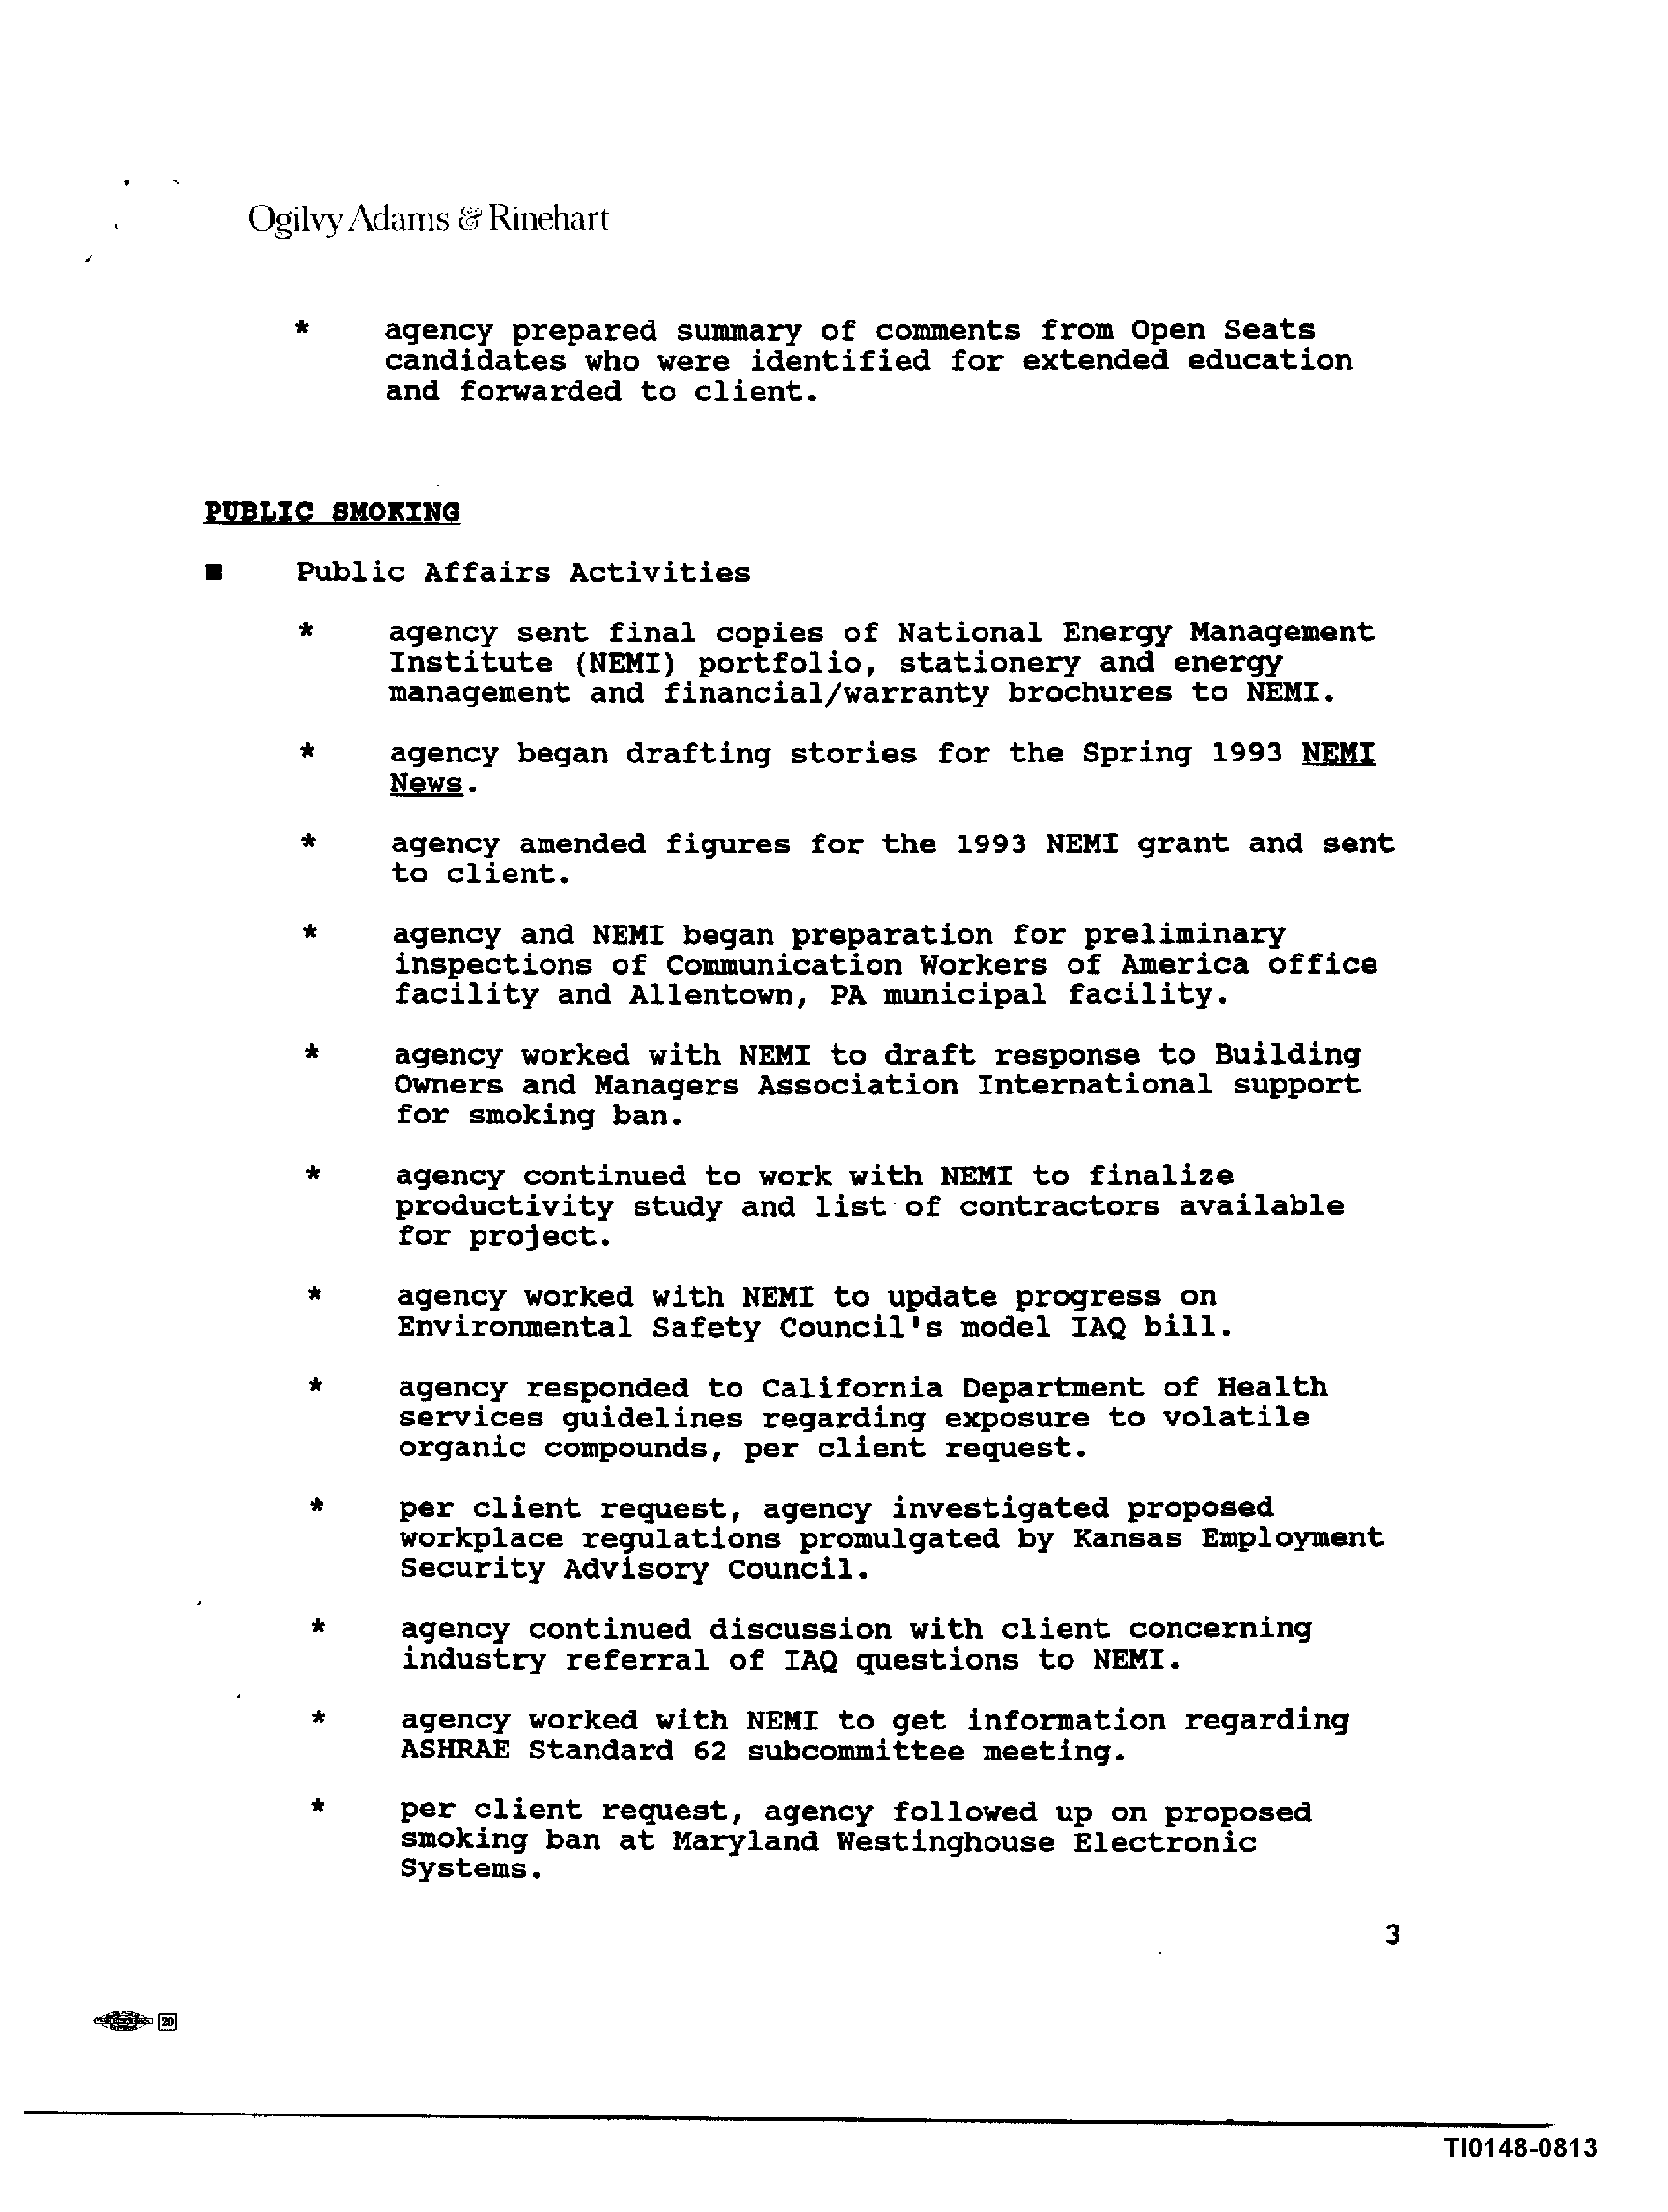 Ogilvy Adams & Rinehart
* agency prepared summary of comments from Open Seats
candidates who were identified for extended education
and forwarded to client.
PUBLIC SMOKING
■ Public Affairs Activities
* agency sent final copies of National Energy Management
Institute (NEMI) portfolio, stationery and energy
management and financial/warranty brochures to NEMI.
* agency began drafting stories for the Spring 1993 NEMI
News.
* agency amended figures for the 1993 NEMI grant and sent
to client.
* agency and NEMI began preparation for preliminary
inspections of Communication Workers of America office
facility and Allentown, PA municipal facility.
* agency worked with NEMI to draft response to Building
Owners and Managers Association International support
for smoking ban.
* agency continued to work with NEMI to finalize
productivity study and list of contractors available
for project.
* agency worked with NEMI to update progress on
Environmental Safety Council's model IAQ bill.
* agency responded to California Department of Health
services guidelines regarding exposure to volatile
organic compounds, per client request.
* per client request, agency investigated proposed
workplace regulations promulgated by Kansas Employment
Security Advisory Council.
* agency continued discussion with client concerning
industry referral of IAQ questions to NEMI.
* agency worked with NEMI to get information regarding
ASHRAE Standard 62 subcommittee meeting.
* per client request, agency followed up on proposed
smoking ban at Maryland Westinghouse Electronic
Systems.
3
20
TI0148-0813